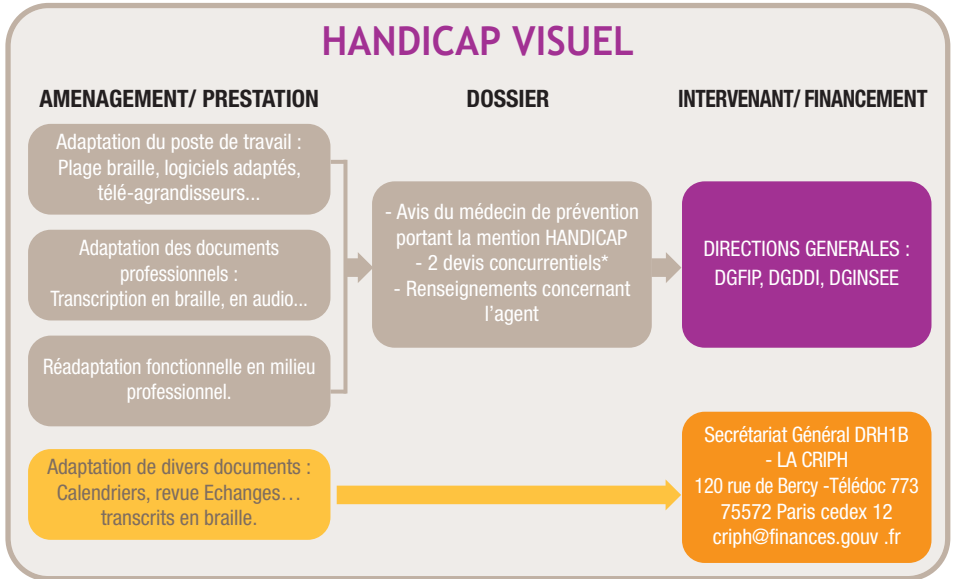 HANDICAP VISUEL
AMENAGEMENT/ PRESTATION
DOSSIER
INTERVENANT/ FINANCEMENT
Adaptation du poste de travail :
Plage braille, logiciels adaptés,
télé-agrandisseurs...
Adaptation des documents
professionnels :
Transcription en braille, en audio...
Réadaptation fonctionnelle en milieu
professionnel.
- Avis du médecin de prévention
portant la mention HANDICAP
- 2 devis concurrentiels*
- Renseignements concernant
l'agent
DIRECTIONS GENERALES :
DGFIP, DGDDI, DGINSEE
Adaptation de divers documents :
Calendriers, revue Echanges…
transcrits en braille.
Secrétariat Général DRH1B
- LA CRIPH
120 rue de Bercy -Télédoc 773
75572 Paris cedex 12
criph@finances.gouv .fr